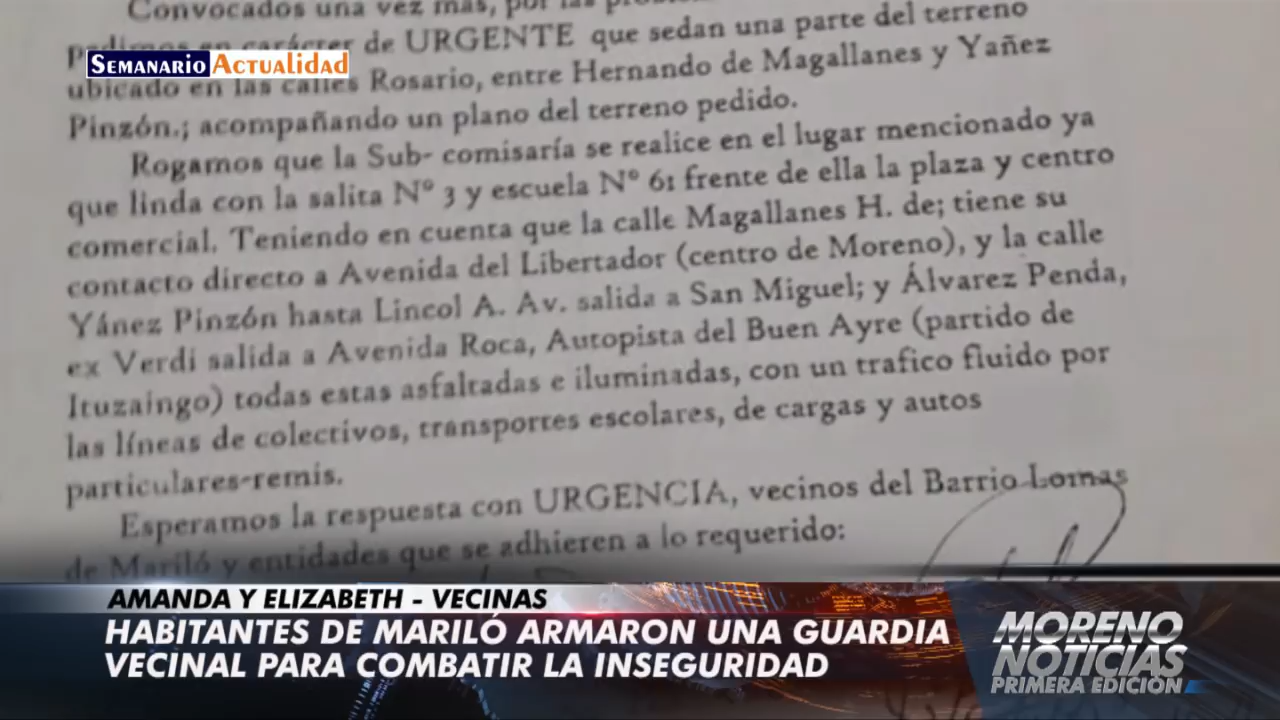 Convocados una vez más, por
SEMANARIO ACTUALIDAD
Pedimos en carácter de URGENTE que sedan una parte del terreno
ubicado en las calles Rosario, entre Hernando de Magallanes y Yañez
Pinzón.; acompañando un plano del terreno pedido.
Rogamos que la Sub- comisaría se realice en el lugar mencionado ya
que linda con la salita Nº 3 y escuela Nº 61 frente de ella la plaza y centro
comercial. Teniendo en cuenta que la calle Magallanes H. de; tiene su
contacto directo a Avenida del Libertador (centro de Moreno), y la calle
Yánez Pinzón hasta Lincol A. Av. salida a San Miguel; y Álvarez Penda,
ex Verdi salida a Avenida Roca, Autopista del Buen Ayre (partido de
Ituzaingo) todas estas asfaltadas e iluminadas, con un trafico fluido por
las líneas de colectivos, transportes escolares, de cargas y autos
particulares-remis.
Esperamos la respuesta con URGENCIA, vecinos del Barrio Lomas
de Mariló y entidades que se adhieren a lo requerido:
AMANDA Y ELIZABETH - VECINAS
HABITANTES DE MARILÓ ARMARON UNA GUARDIA
VECINAL PARA COMBATIR LA INSEGURIDAD
MORENO
NOTICIAS
PRIMERA EDICIÓN